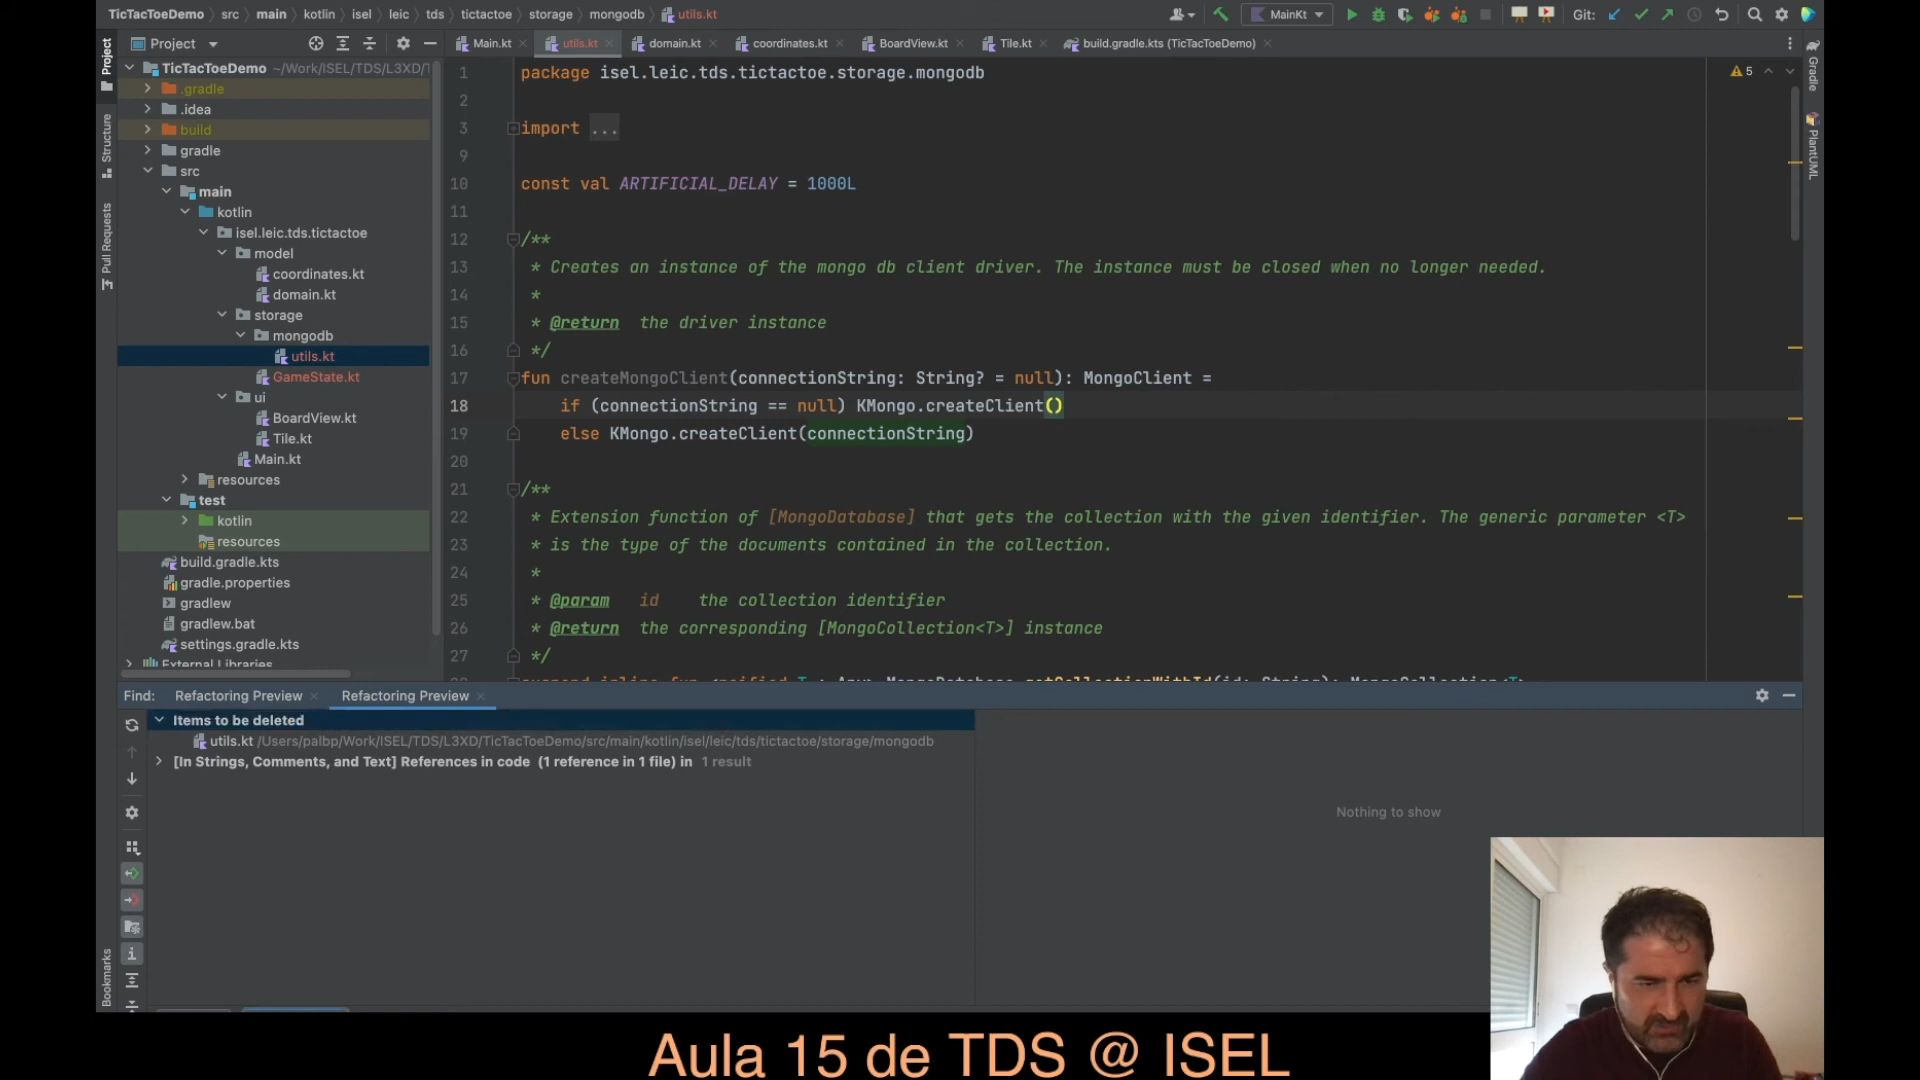 TicTacToeDemo › src › main › kotlin › isel › leic › tds › tictactoe › storage › mongodb › utils.kt
MainKt
Git:
Project
Main.kt
utils.kt
domain.kt
coordinates.kt
BoardView.kt
Tile.kt
build.gradle.kts (TicTacToeDemo)
Project
Structure
Pull Requests
Bookmarks
Gradle
PlantUML
TicTacToeDemo ~/Work/ISEL/TDS/L3XD/T
.gradle
.idea
build
gradle
src
main
kotlin
isel.leic.tds.tictactoe
model
coordinates.kt
domain.kt
storage
mongodb
utils.kt
GameState.kt
ui
BoardView.kt
Tile.kt
Main.kt
resources
test
kotlin
resources
build.gradle.kts
gradle.properties
gradlew
gradlew.bat
settings.gradle.kts
External Libraries
5
1 package isel.leic.tds.tictactoe.storage.mongodb
2
3 import ...
9
10 const val ARTIFICIAL_DELAY = 1000L
11
12 /**
13 * Creates an instance of the mongo db client driver. The instance must be closed when no longer needed.
14 *
15 * @return the driver instance
16 */
17 fun createMongoClient(connectionString: String? = null): MongoClient =
18 if (connectionString == null) KMongo.createClient()
19 else KMongo.createClient(connectionString)
20
21 /**
22 * Extension function of [MongoDatabase] that gets the collection with the given identifier. The generic parameter <T>
23 * is the type of the documents contained in the collection.
24 *
25 * @param id the collection identifier
26 * @return the corresponding [MongoCollection<T>] instance
27 */
Find:
Refactoring Preview
Refactoring Preview
Items to be deleted
utils.kt /Users/palbp/Work/ISEL/TDS/L3XD/TicTacToeDemo/src/main/kotlin/isel/leic/tds/tictactoe/storage/mongodb
[In Strings, Comments, and Text] References in code (1 reference in 1 file) in 1 result
Nothing to show
Aula 15 de TDS @ ISEL